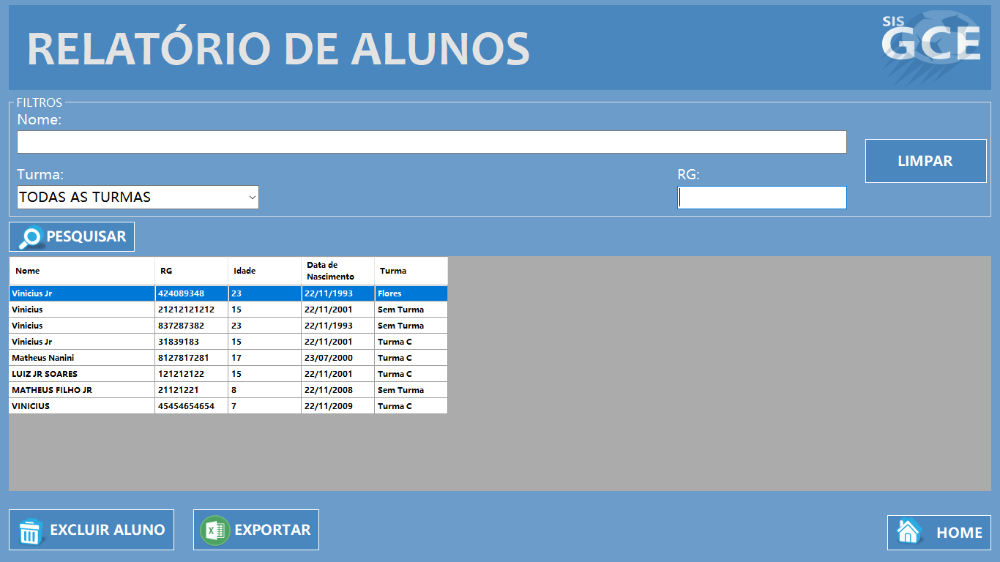 RELATÓRIO DE ALUNOS
SIS
GCE
FILTROS
Nome:
Turma:
RG:
TODAS AS TURMAS
LIMPAR
PESQUISAR
Nome RG Idade Data de Nascimento Turma
Vinicius Jr 424089348 23 22/11/1993 Flores
Vinicius 21212121212 15 22/11/2001 Sem Turma
Vinicius 837287382 23 22/11/1993 Sem Turma
Vinicius Jr 31839183 15 22/11/2001 Turma C
Matheus Nanini 8127817281 17 23/07/2000 Turma C
LUIZ JR SOARES 121212122 15 22/11/2001 Turma C
MATHEUS FILHO JR 21121221 8 22/11/2008 Sem Turma
VINICIUS 45454654654 7 22/11/2009 Turma C
EXCLUIR ALUNO
EXPORTAR
HOME